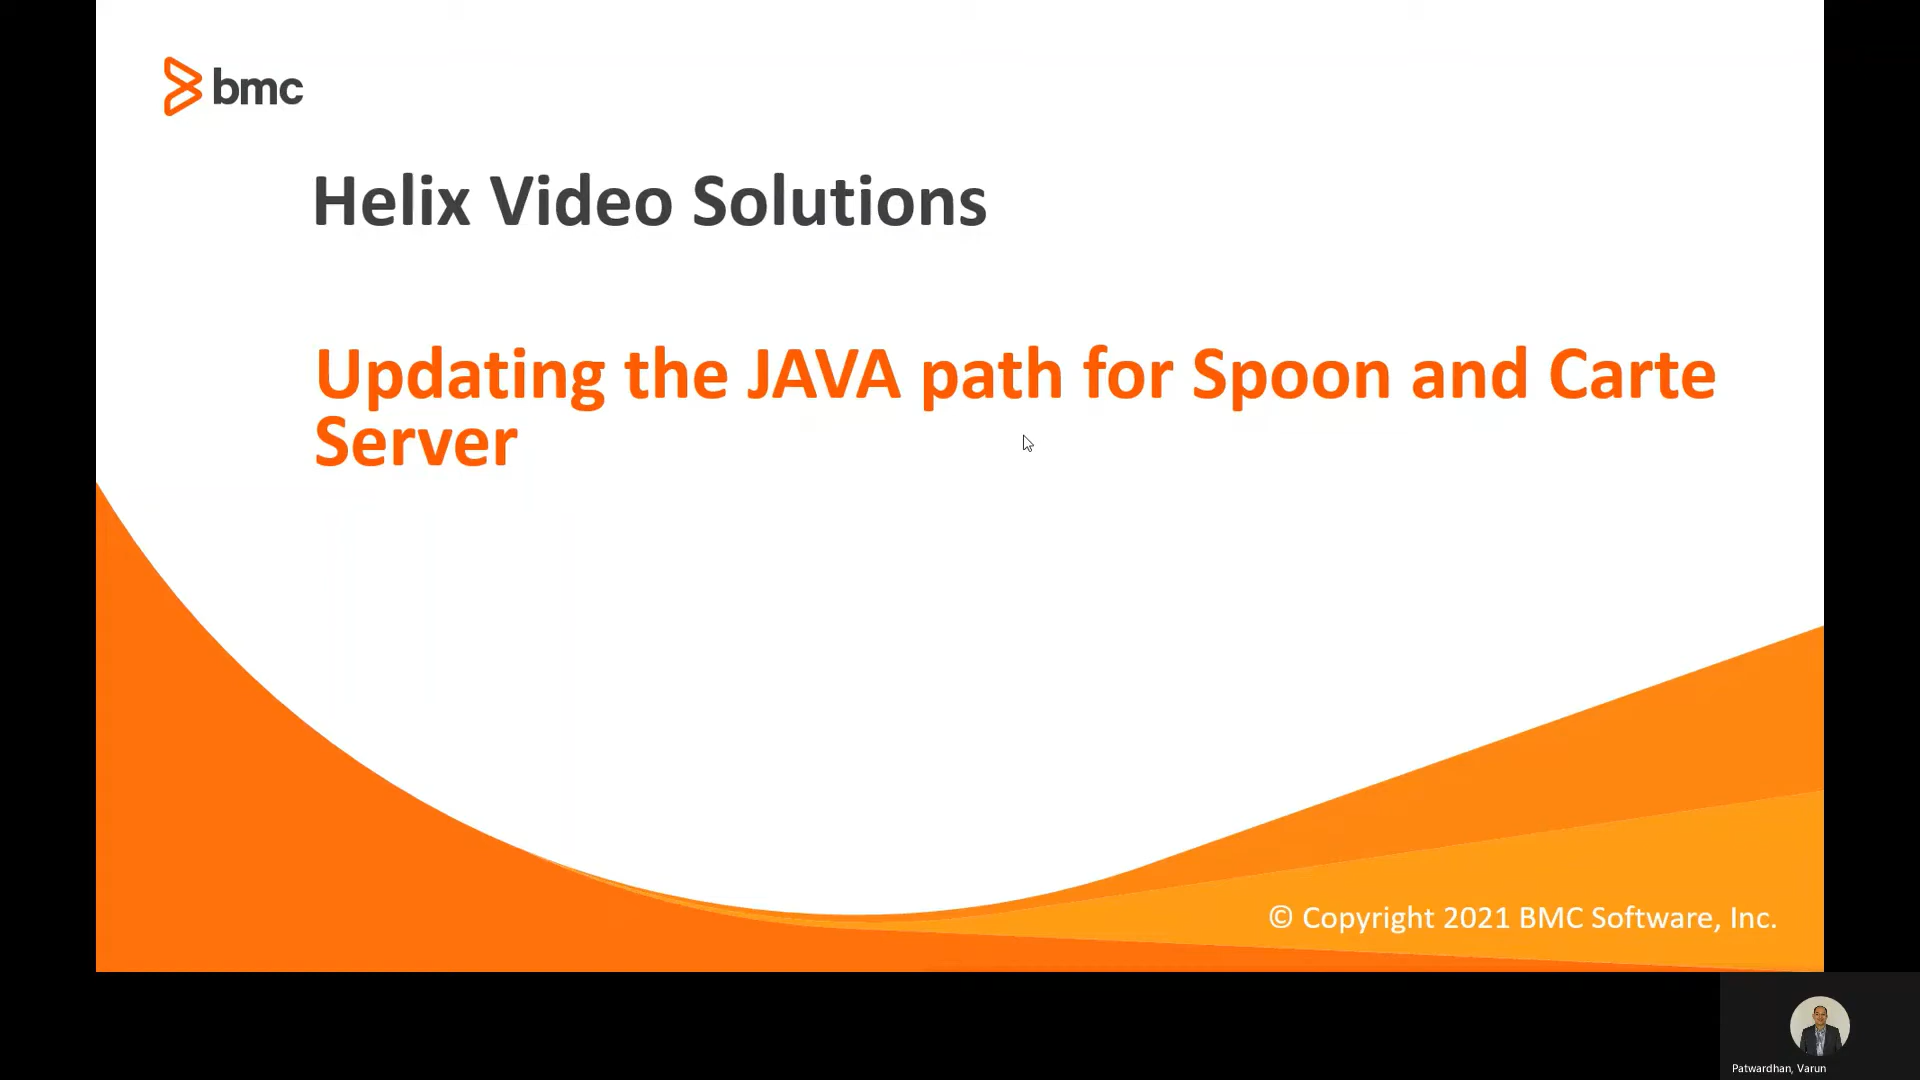 bmc
Helix Video Solutions
Updating the JAVA path for Spoon and Carte
Server
© Copyright 2021 BMC Software, Inc.
Patwardhan, Varun